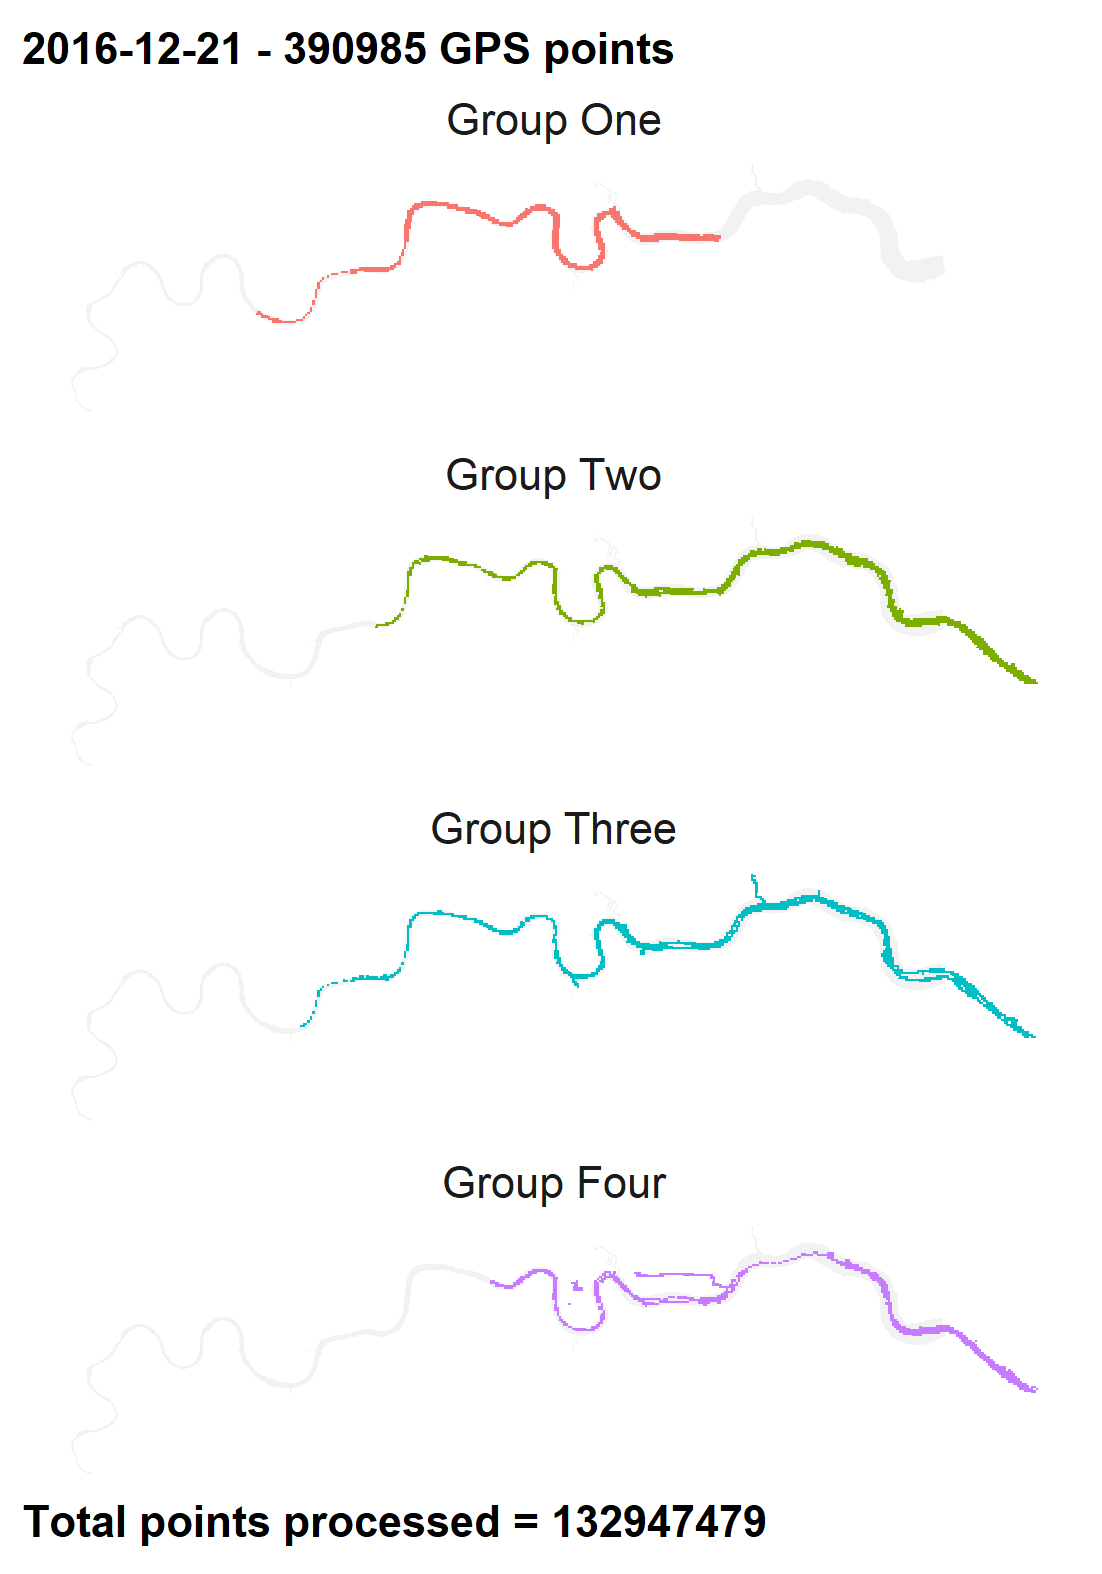 2016-12-21 - 390985 GPS points
Group One
Group Two
Group Three
Group Four
Total points processed = 132947479